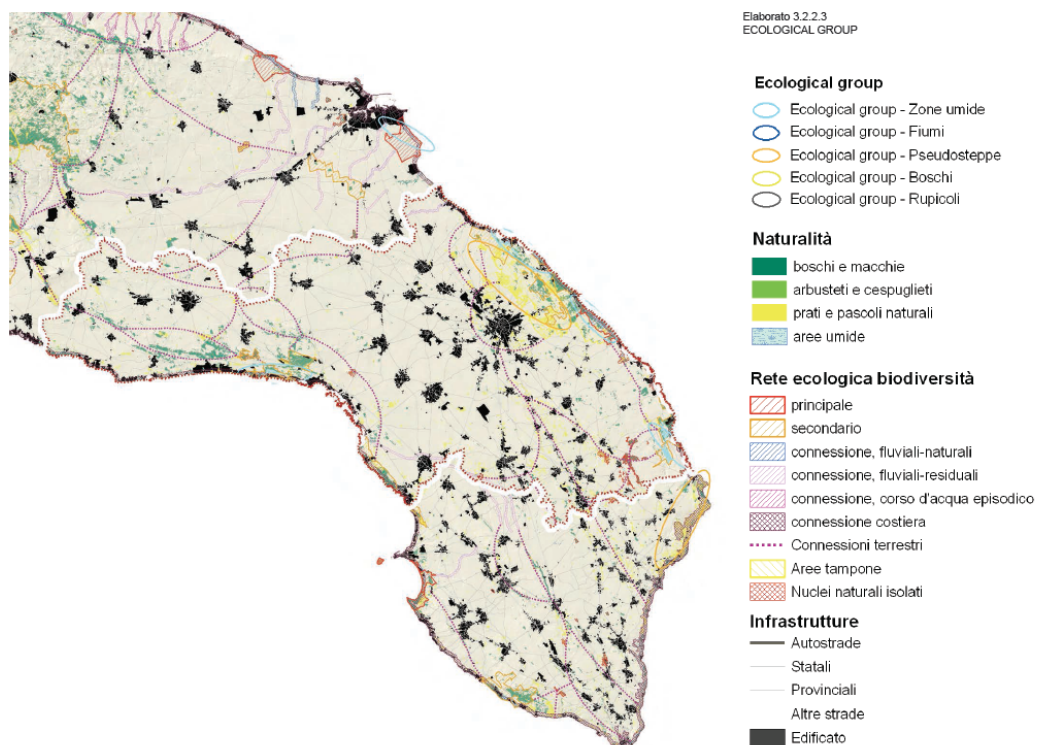 Elaborato 3.2.2.3
ECOLOGICAL GROUP
Ecological group
Ecological group - Zone umide
Ecological group - Fiumi
Ecological group - Pseudosteppe
Ecological group - Boschi
Ecological group - Rupicoli
Naturalità
boschi e macchie
arbusteti e cespuglieti
prati e pascoli naturali
aree umide
Rete ecologica biodiversità
principale
secondario
connessione, fluviali-naturali
connessione, fluviali-residuali
connessione, corso d'acqua episodico
connessione costiera
Connessioni terrestri
Aree tampone
Nuclei naturali isolati
Infrastrutture
Autostrade
Statali
Provinciali
Altre strade
Edificato